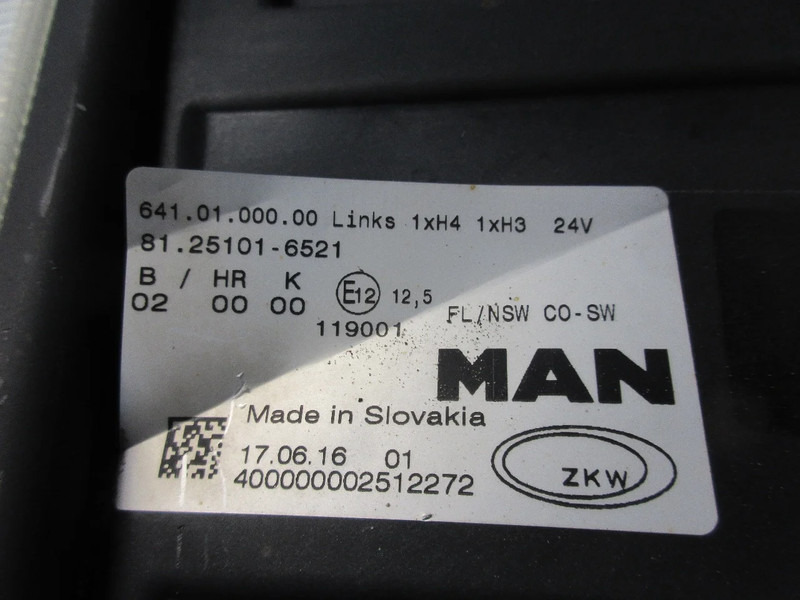 641.01.000.00 Links 1xH4 1xH3 24V
81.25101-6521
B / HR K
02 00 00
E12 12,5
119001
FL/NSW CO-SW
MAN
Made in Slovakia
17.06.16 01
400000002512272
ZKW